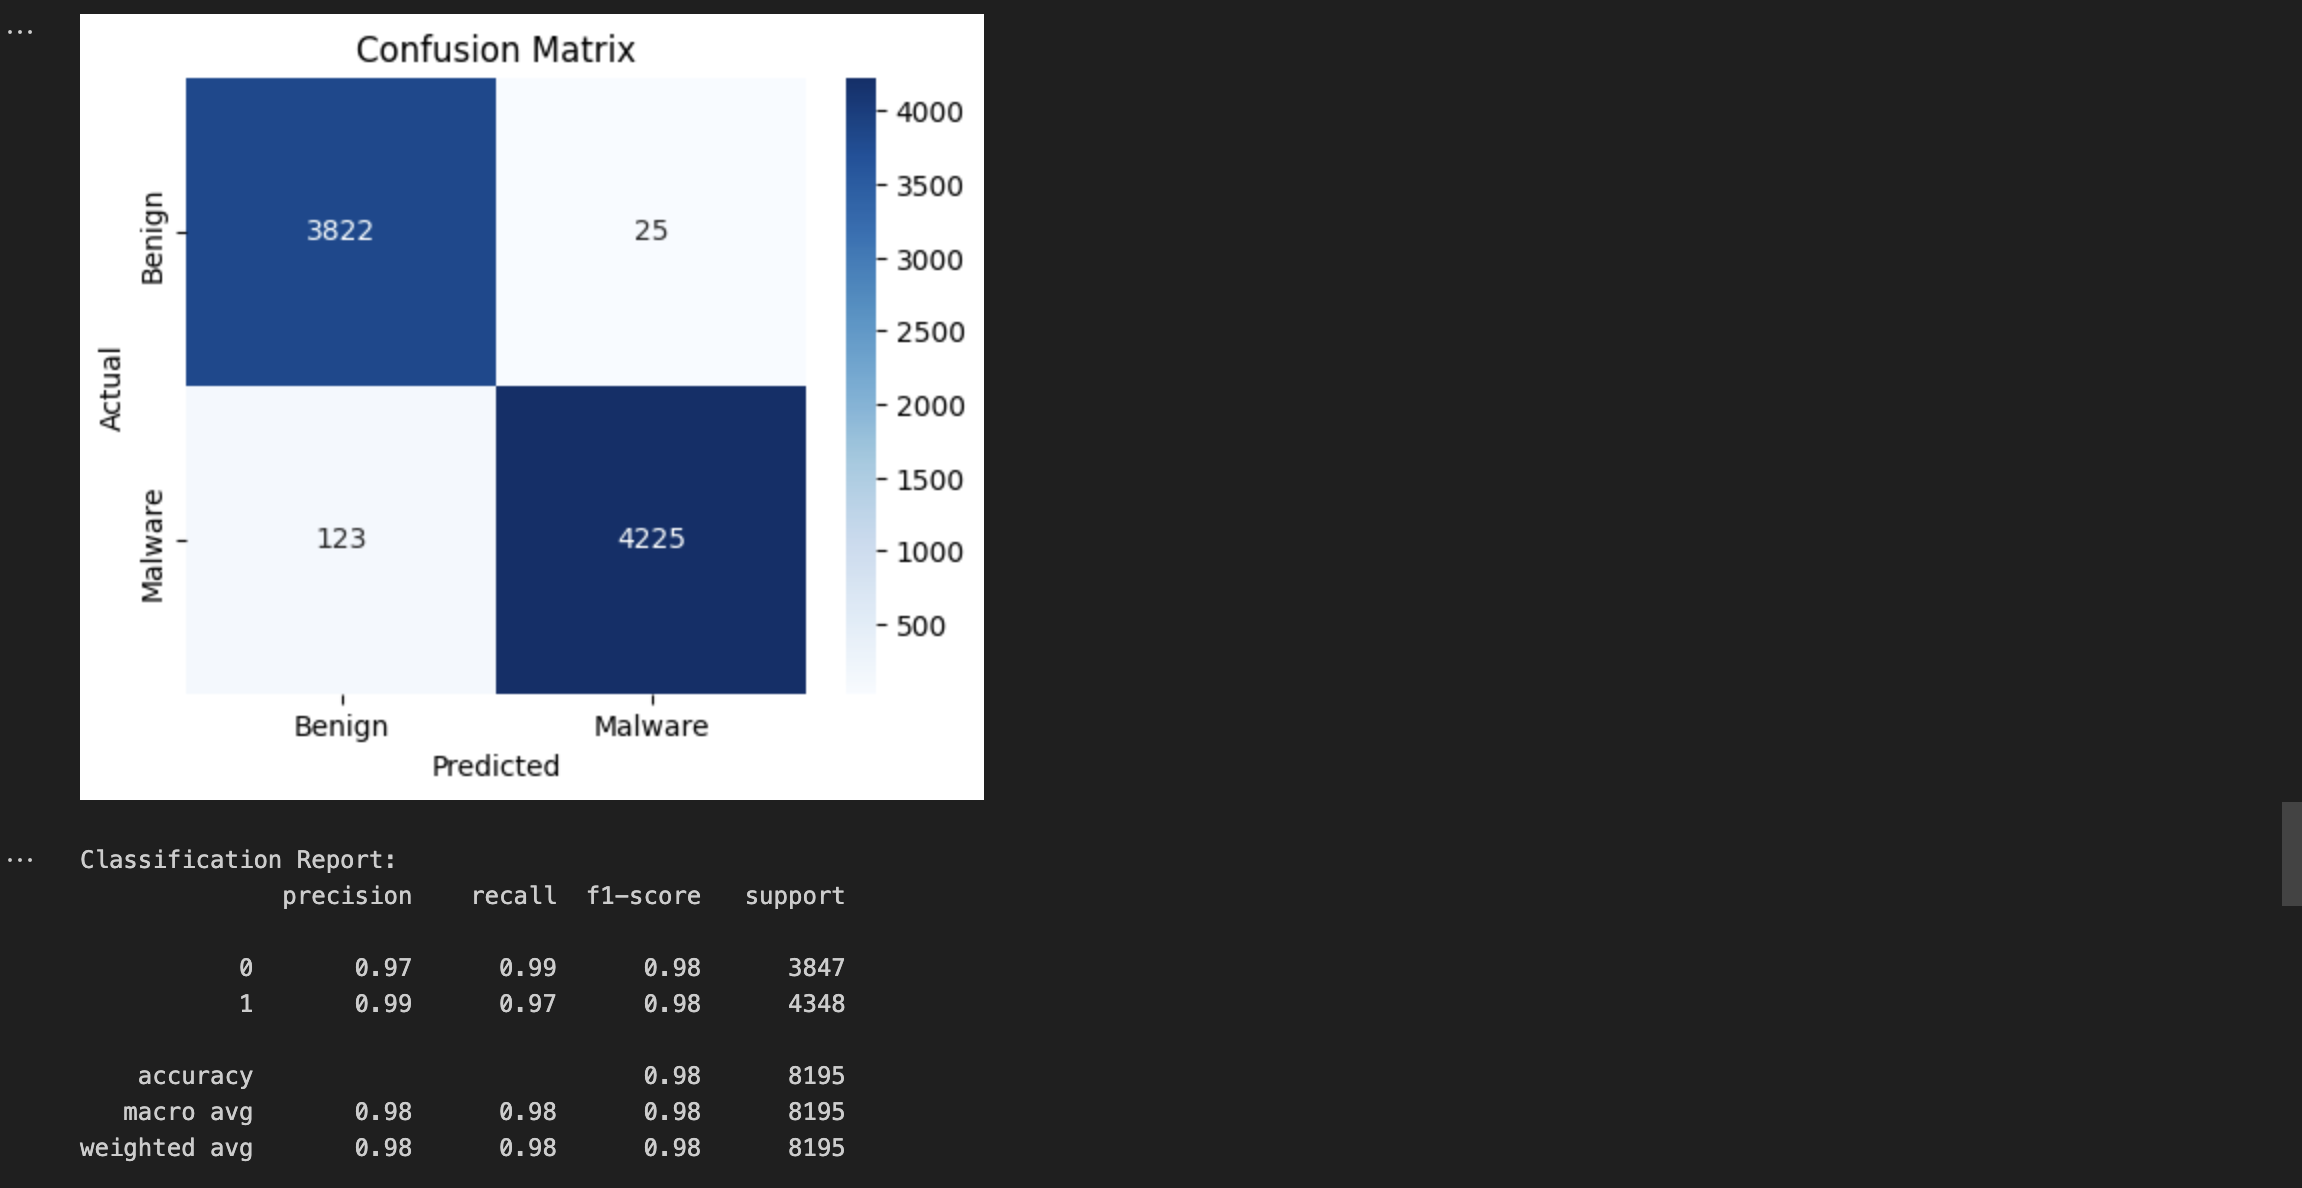 ...
Confusion Matrix
4000
3500
3000
2500
2000
1500
1000
500
Actual
Benign
3822
25
Malware
123
4225
Benign
Malware
Predicted
...
Classification Report:
precision recall f1-score support
0 0.97 0.99 0.98 3847
1 0.99 0.97 0.98 4348
accuracy 0.98 8195
macro avg 0.98 0.98 0.98 8195
weighted avg 0.98 0.98 0.98 8195